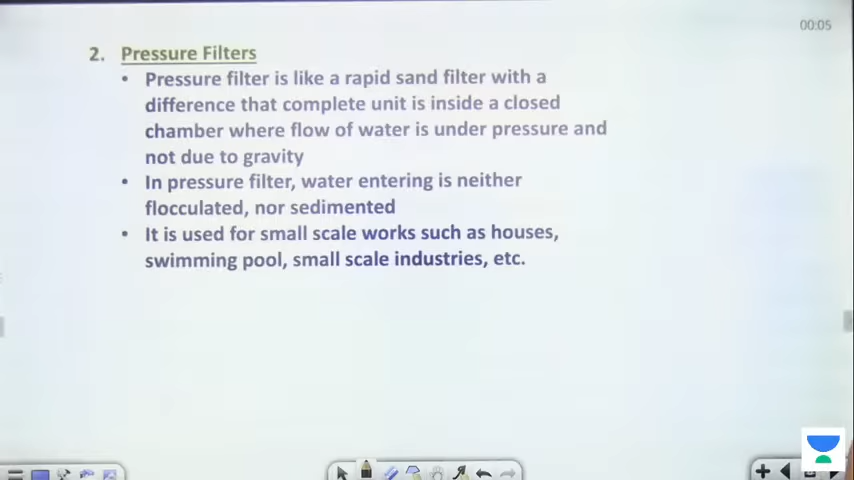 00:05
2. Pressure Filters
• Pressure filter is like a rapid sand filter with a
difference that complete unit is inside a closed
chamber where flow of water is under pressure and
not due to gravity
• In pressure filter, water entering is neither
flocculated, nor sedimented
• It is used for small scale works such as houses,
swimming pool, small scale industries, etc.